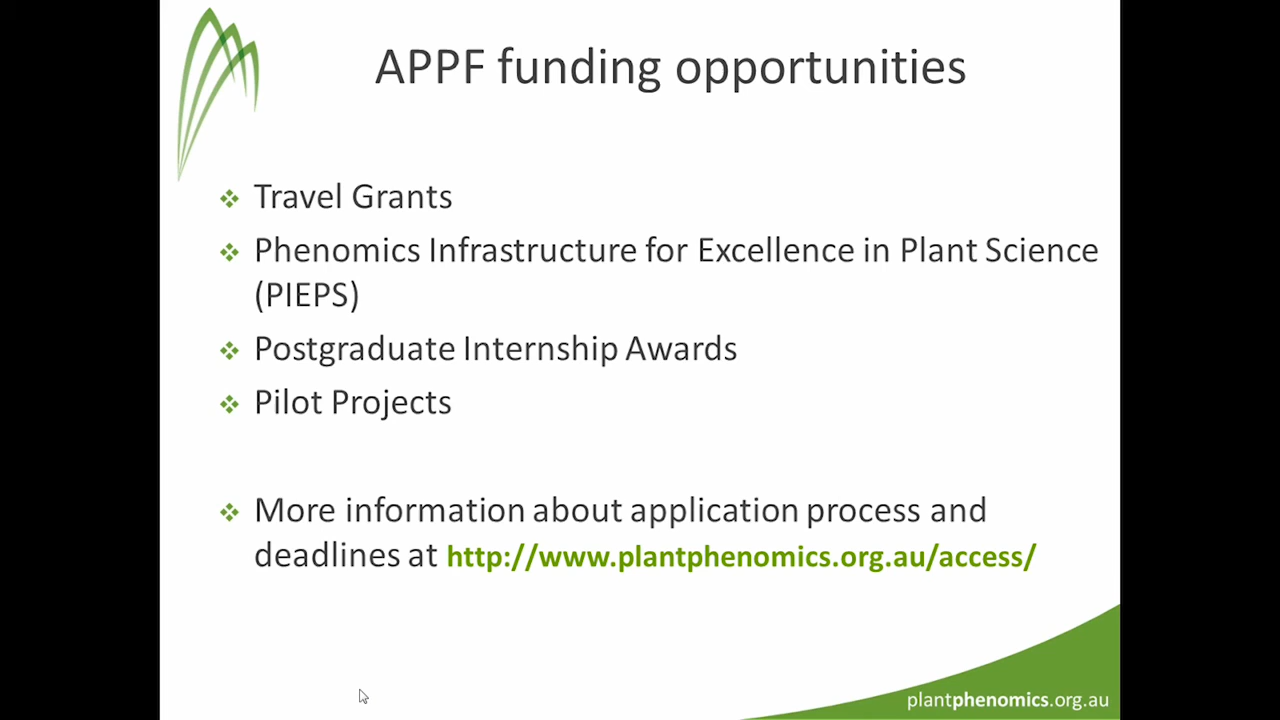 APPF funding opportunities
Travel Grants
Phenomics Infrastructure for Excellence in Plant Science
(PIEPS)
Postgraduate Internship Awards
Pilot Projects
More information about application process and
deadlines at http://www.plantphenomics.org.au/access/
plantphenomics.org.au